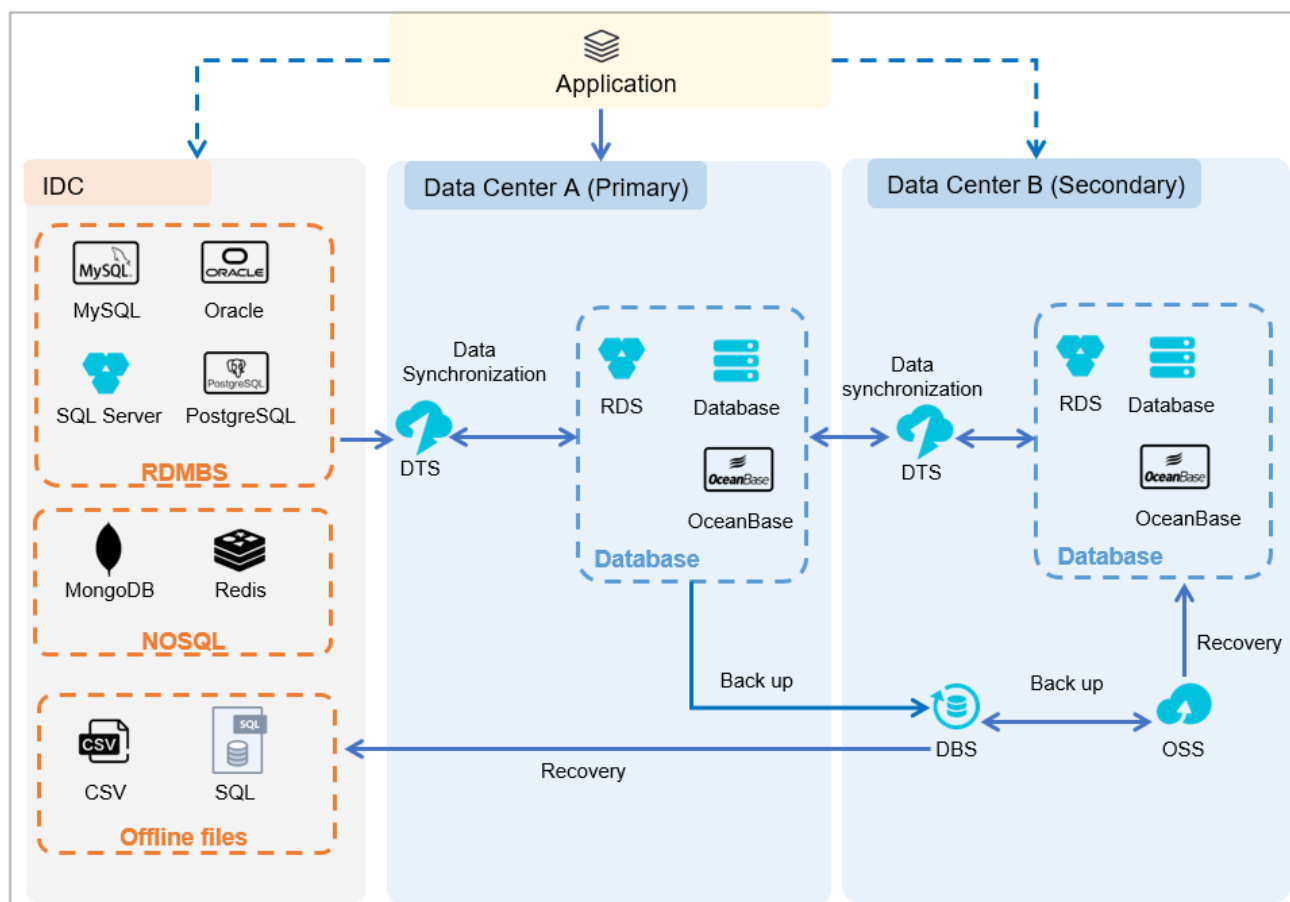 Application
IDC
MySQL
MySQL
ORACLE
Oracle
SQL Server
PostgreSQL
PostgreSQL
RDMBS
MongoDB
Redis
NOSQL
CSV
CSV
SQL
SQL
Offline files
Data Center A (Primary)
Data
Synchronization
DTS
RDS
Database
OceanBase
OceanBase
Database
Back up
Recovery
Data Center B (Secondary)
Data
synchronization
DTS
RDS
Database
OceanBase
OceanBase
Database
Recovery
Back up
DBS
OSS